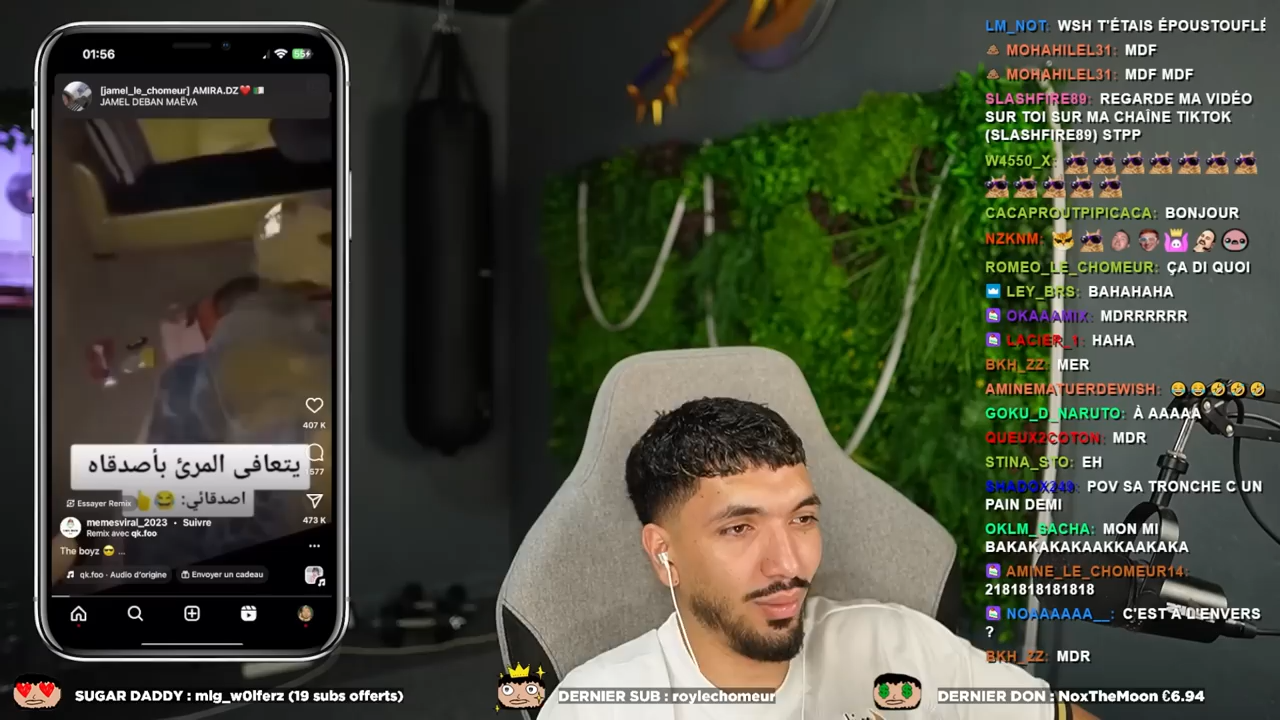 01:56
55
[jamel_le_chomeur] AMIRA.DZ❤️🇩🇿
JAMEL DEBAN MAËVA
407 K
يتعافى المرئ بأصدقاه
577
اصدقائي: 😂👍
Essayer Remix
473 K
memesviral_2023 • Suivre
Remix avec qk.foo
The boyz 😎 ...
qk.foo · Audio d'origine
Envoyer un cadeau
LM_NOT: WSH T'ÉTAIS ÉPOUSTOUFLÉ
MOHAHILEL31: MDF
MOHAHILEL31: MDF MDF
SLASHFIRE89: REGARDE MA VIDÉO
SUR TOI SUR MA CHAÎNE TIKTOK
(SLASHFIRE89) STPP
W4550_X:
CACAPROUTPIPICACA: BONJOUR
NZKNM:
ROMEO_LE_CHOMEUR: ÇA DI QUOI
LEY_BRS: BAHAHAHA
OKAAAMIX: MDRRRRRR
LACIER_1: HAHA
BKH_ZZ: MER
AMINEMATUERDEWISH: 😂😂🤣🤣🤣
GOKU_D_NARUTO: À AAAAA
QUEUX2COTON: MDR
STINA_STO: EH
SHADOX249: POV SA TRONCHE C UN
PAIN DEMI
OKLM_SACHA: MON MI
BAKAKAKAKAAKKAAKAKA
AMINE_LE_CHOMEUR14:
2181818181818
NOAAAAAA__: C'EST À L'ENVERS
?
BKH_ZZ: MDR
SUGAR DADDY : mlg_w0lferz (19 subs offerts)
DERNIER SUB : roylechomeur
DERNIER DON : NoxTheMoon €6.94